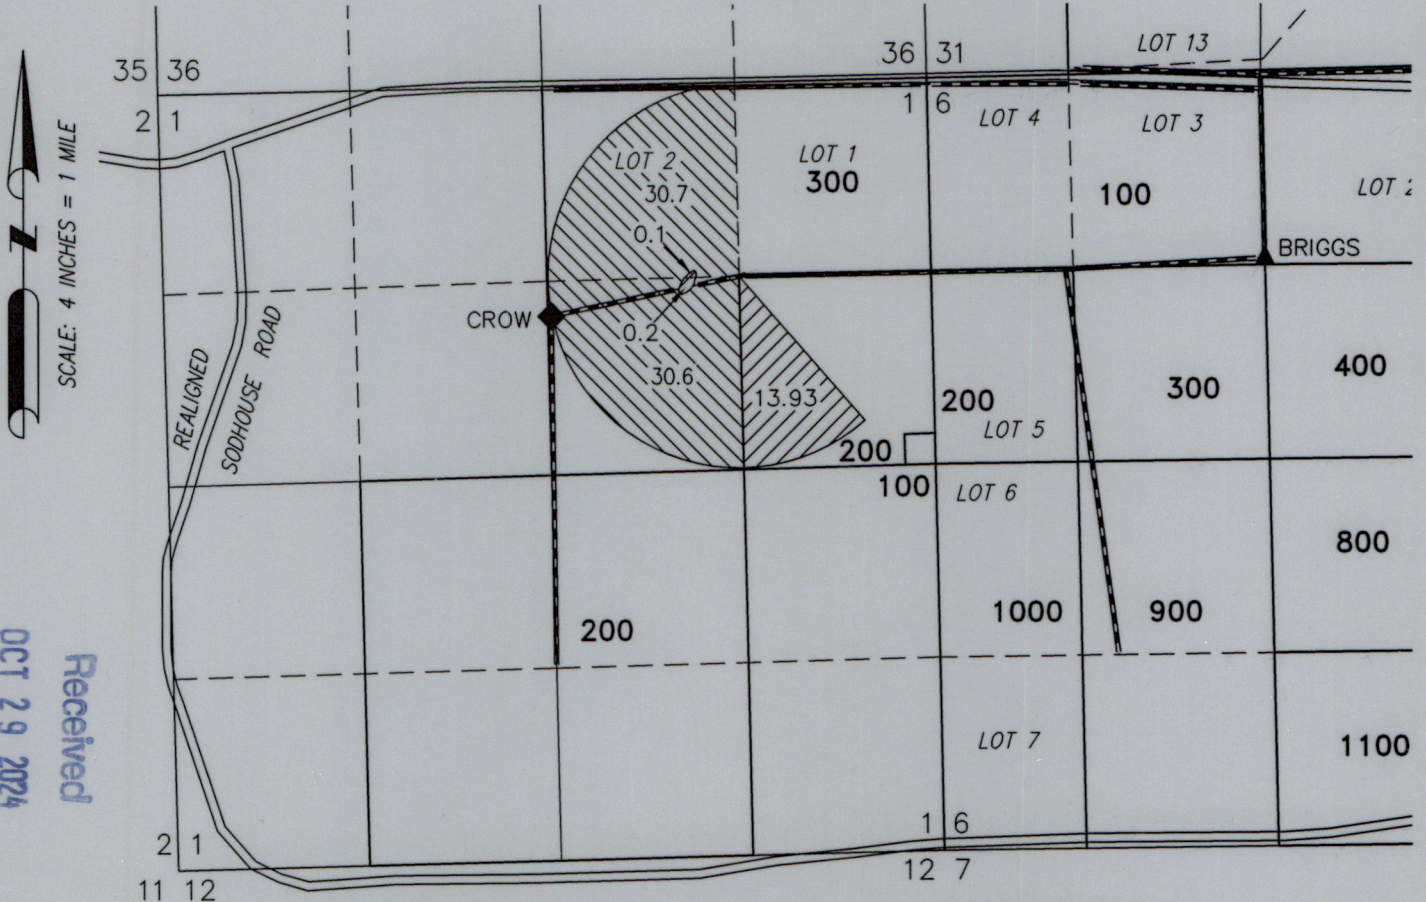 LOT 13
36 31
35 36
1 6
2 1
LOT 4
LOT 3
LOT 2
LOT 1
300
30.7
100
LOT 2
0.1
BRIGGS
CROW
0.2
30.6
13.93
200
LOT 5
300
400
200
100
LOT 6
800
200
1000
900
LOT 7
1100
1 6
12 7
2 1
11 12
REALIGNED
SODHOUSE ROAD
N
SCALE: 4 INCHES = 1 MILE
Received
OCT 29 2024